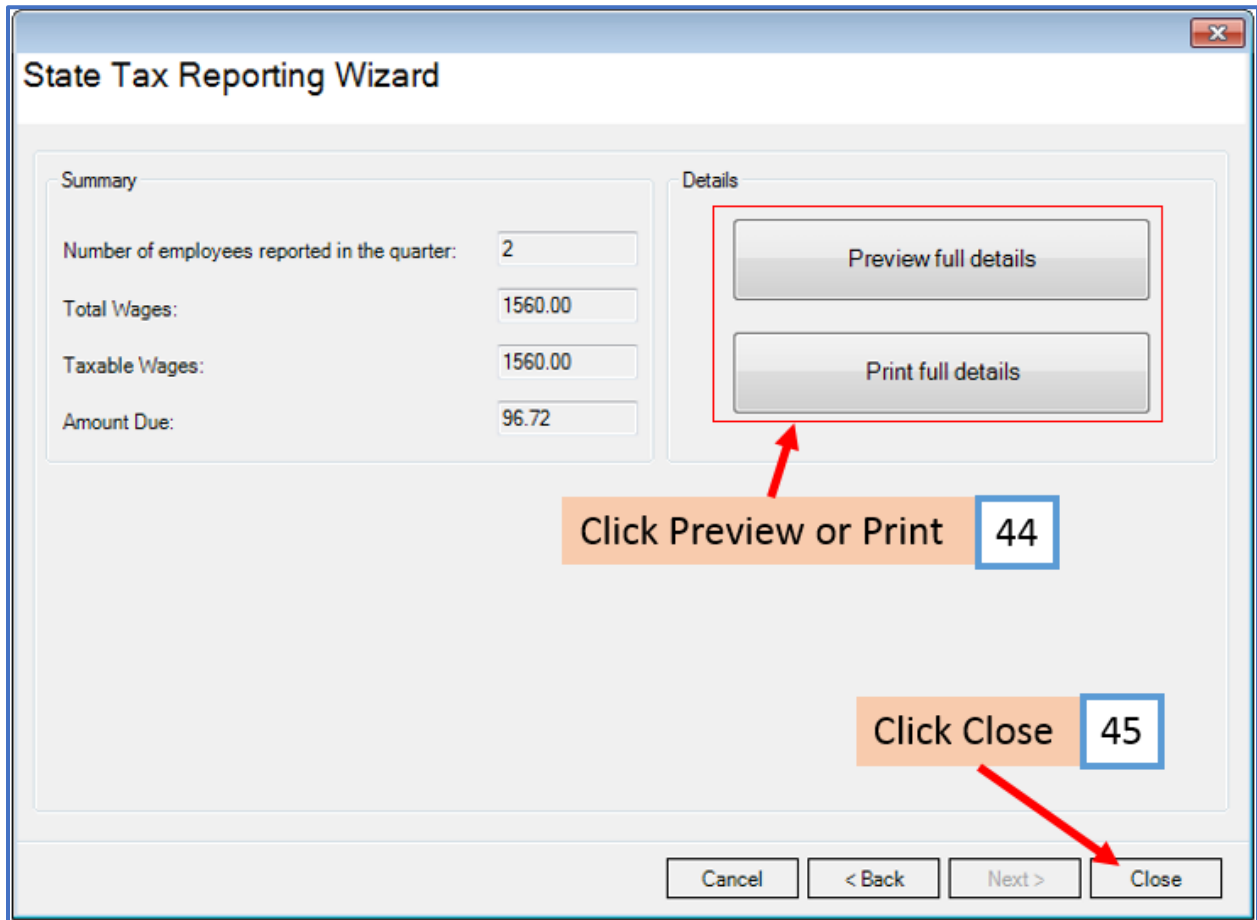 State Tax Reporting Wizard
Summary
Number of employees reported in the quarter: 2
Total Wages: 1560.00
Taxable Wages: 1560.00
Amount Due: 96.72
Details
Preview full details
Print full details
Click Preview or Print 44
Click Close 45
Cancel < Back Next > Close